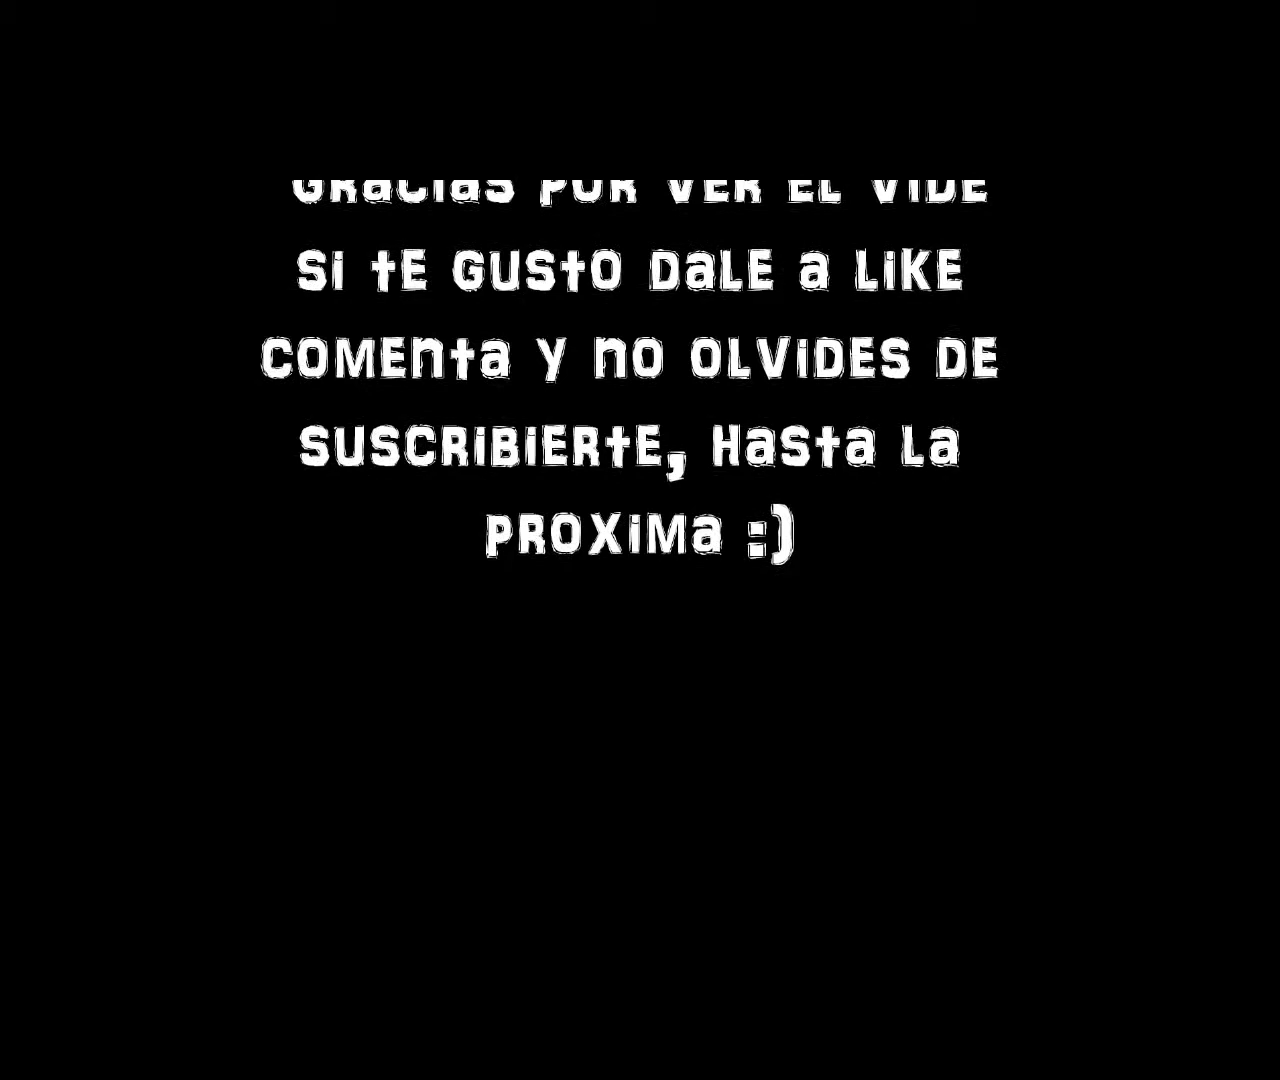 GRacias POR VER EL VIDE
Si tE GUStO DaLE a LiKE
COMEnta Y nO OLViDES DE
SUSCRiBiERtE, HaSta La
PROXiMa :)